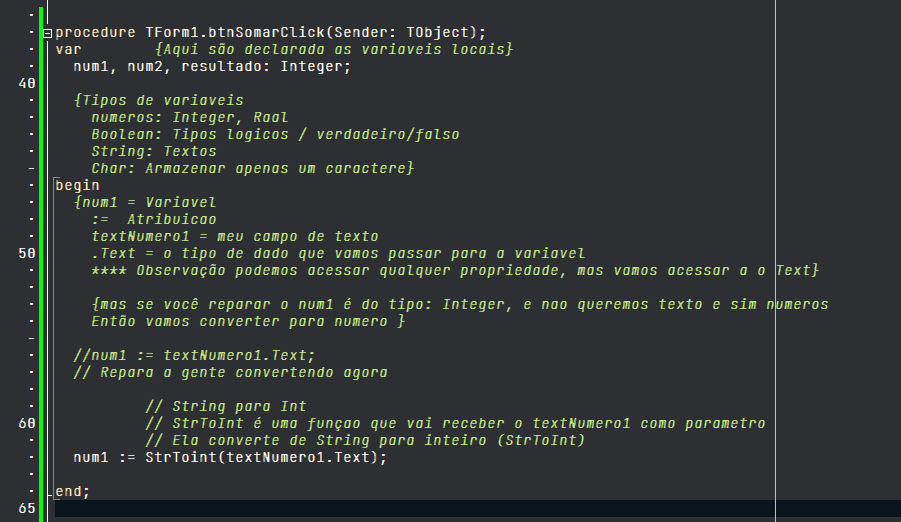 procedure TForm1.btnSomarClick(Sender: TObject);
var {Aqui são declarada as variaveis locais}
num1, num2, resultado: Integer;
40
{Tipos de variaveis
numeros: Integer, Raal
Boolean: Tipos logicos / verdadeiro/falso
String: Textos
Char: Armazenar apenas um caractere}
begin
{num1 = Variavel
:= Atribuicao
textNumero1 = meu campo de texto
50 .Text = o tipo de dado que vamos passar para a variavel
**** Observação podemos acessar qualquer propriedade, mas vamos acessar a o Text}
{mas se você reparar o num1 é do tipo: Integer, e nao queremos texto e sim numeros
Então vamos converter para numero }
//num1 := textNumero1.Text;
// Repara a gente convertendo agora
// String para Int
60 // StrToInt é uma funçao que vai receber o textNumero1 como parametro
// Ela converte de String para inteiro (StrToInt)
num1 := StrToint(textNumero1.Text);
end;
65